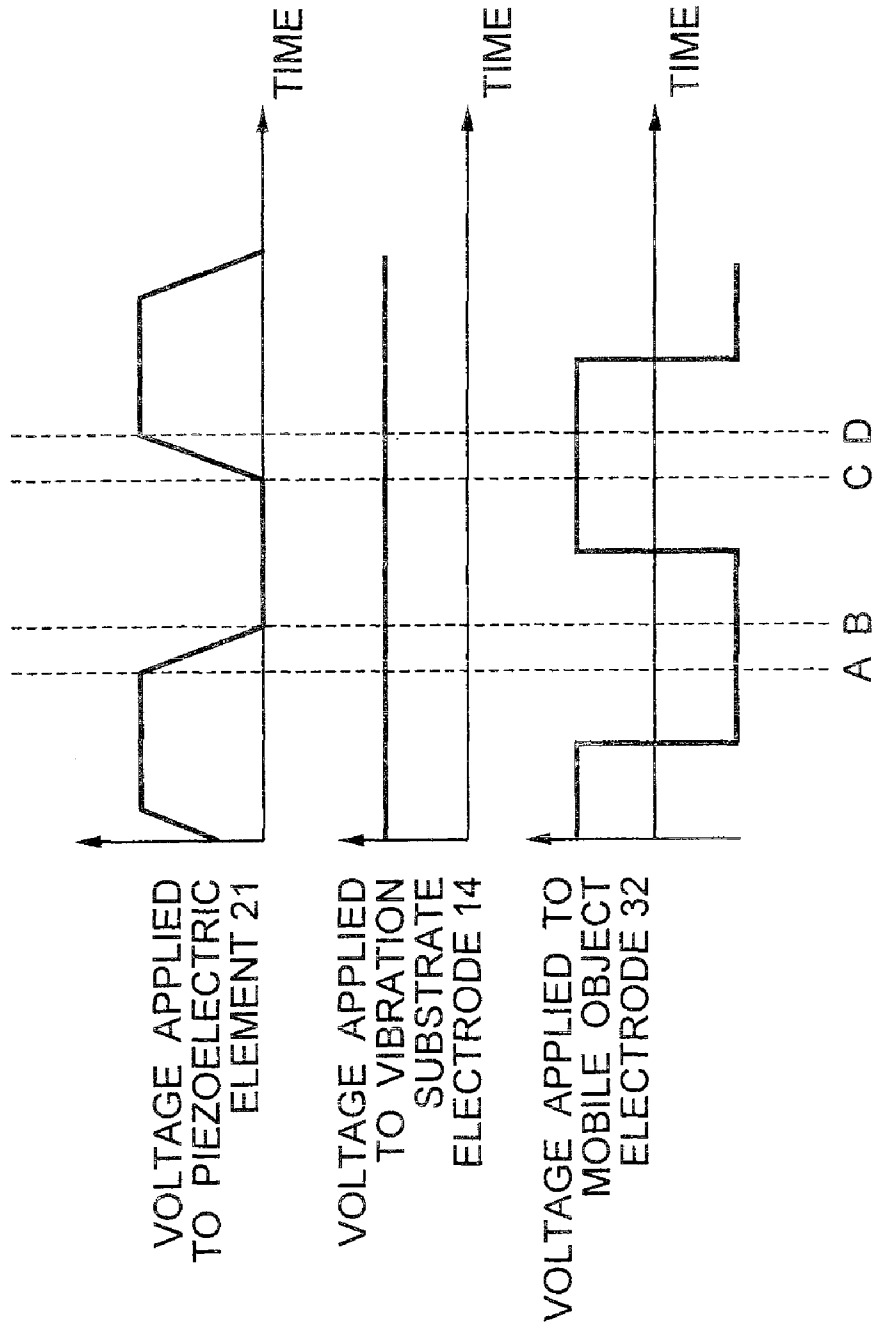 VOLTAGE APPLIED
TO PIEZOELECTRIC
ELEMENT 21
TIME
VOLTAGE APPLIED
TO VIBRATION
SUBSTRATE
ELECTRODE 14
TIME
VOLTAGE APPLIED TO
MOBILE OBJECT
ELECTRODE 32
TIME
A B C D